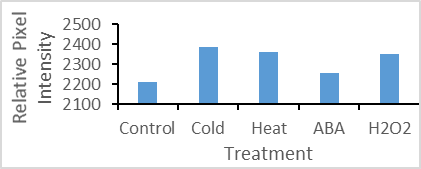 Relative Pixel
Intensity
2500
2400
2300
2200
2100
Control Cold Heat ABA H2O2
Treatment